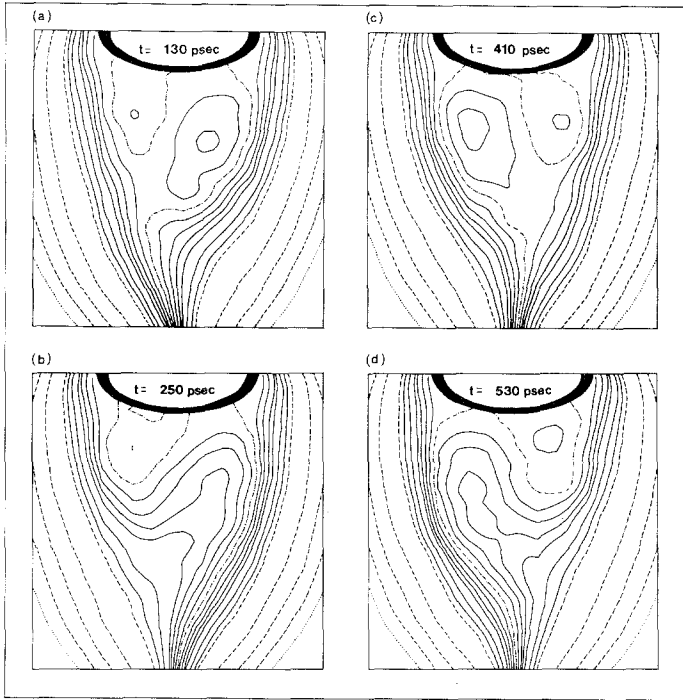 (a)
t = 130 psec
(c)
t = 410 psec
(b)
t = 250 psec
(d)
t = 530 psec